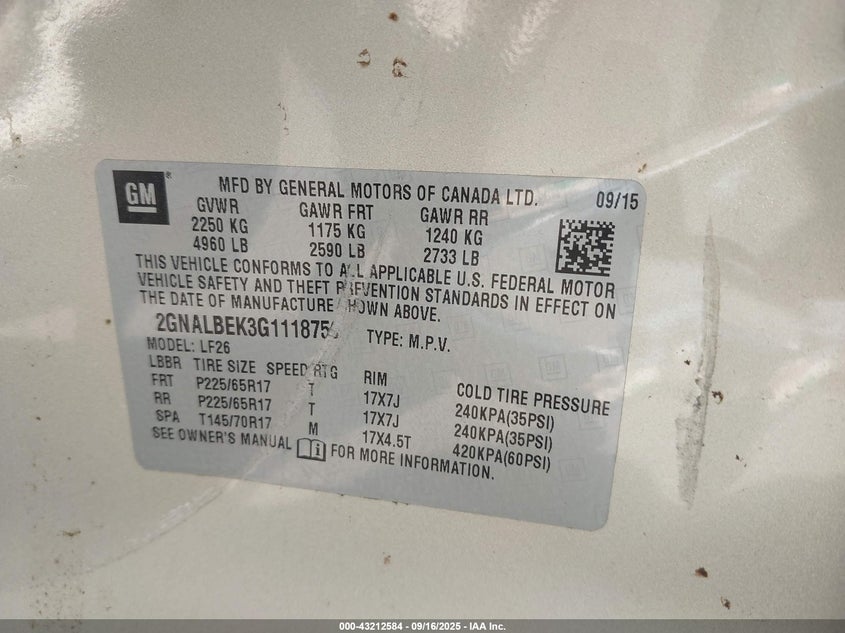 GM ®
MFD BY GENERAL MOTORS OF CANADA LTD. 09/15
GVWR GAWR FRT GAWR RR
2250 KG 1175 KG 1240 KG
4960 LB 2590 LB 2733 LB
THIS VEHICLE CONFORMS TO ALL APPLICABLE U.S. FEDERAL MOTOR
VEHICLE SAFETY AND THEFT PREVENTION STANDARDS IN EFFECT ON
THE DATE OF MANUFACTURE SHOWN ABOVE.
2GNALBEK3G111875 TYPE: M.P.V.
MODEL: LF26
LBBR TIRE SIZE SPEED RTG RIM COLD TIRE PRESSURE
FRT P225/65R17 T 17X7J 240KPA(35PSI)
RR P225/65R17 T 17X7J 240KPA(35PSI)
SPA T145/70R17 M 17X4.5T 420KPA(60PSI)
SEE OWNER'S MANUAL FOR MORE INFORMATION.
000-43212584 - 09/16/2025 - IAA Inc.